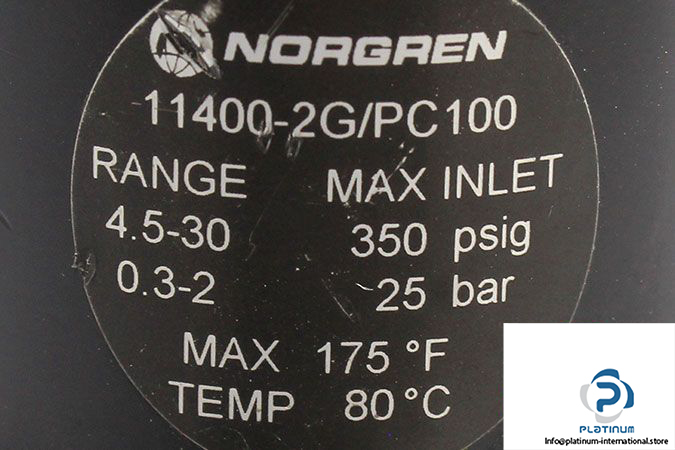 NORGREN
11400-2G/PC100
RANGE MAX INLET
4.5-30 350 psig
0.3-2 25 bar
MAX 175 °F
TEMP 80 °C
PLATINUM
Info@platinum-international.store